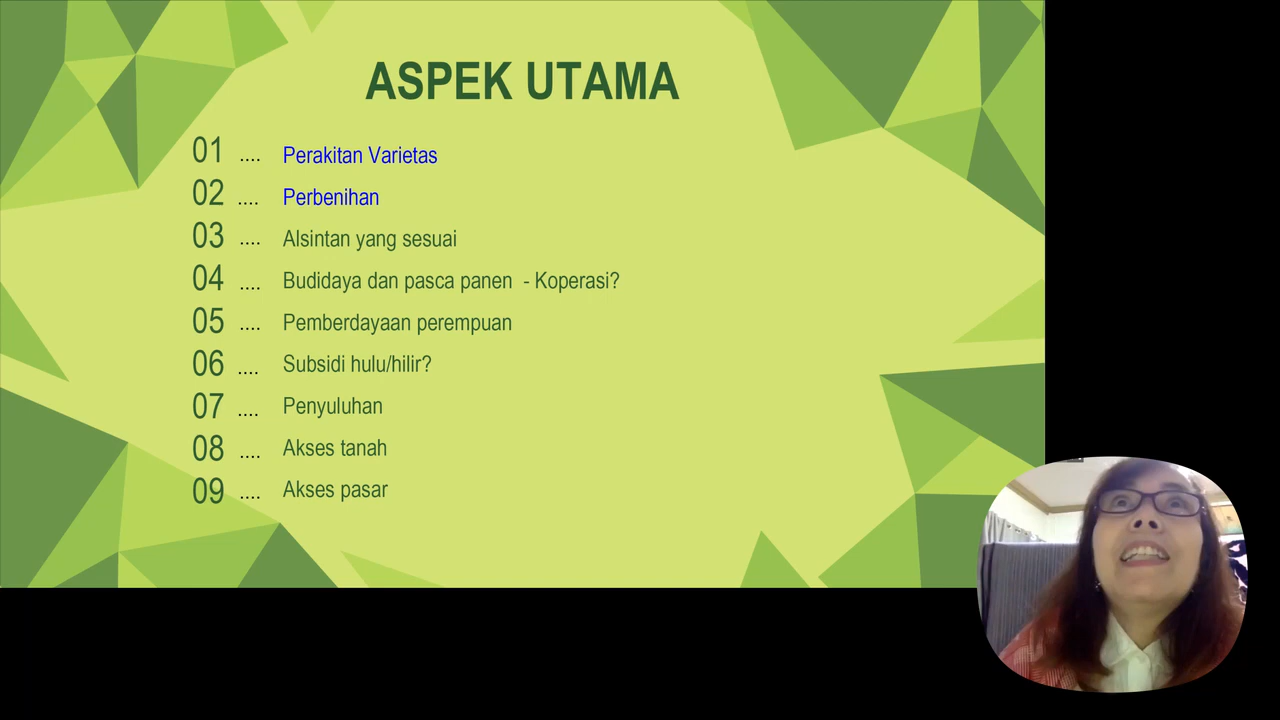 ASPEK UTAMA
01 .... Perakitan Varietas
02 .... Perbenihan
03 .... Alsintan yang sesuai
04 .... Budidaya dan pasca panen - Koperasi?
05 .... Pemberdayaan perempuan
06 .... Subsidi hulu/hilir?
07 .... Penyuluhan
08 .... Akses tanah
09 .... Akses pasar